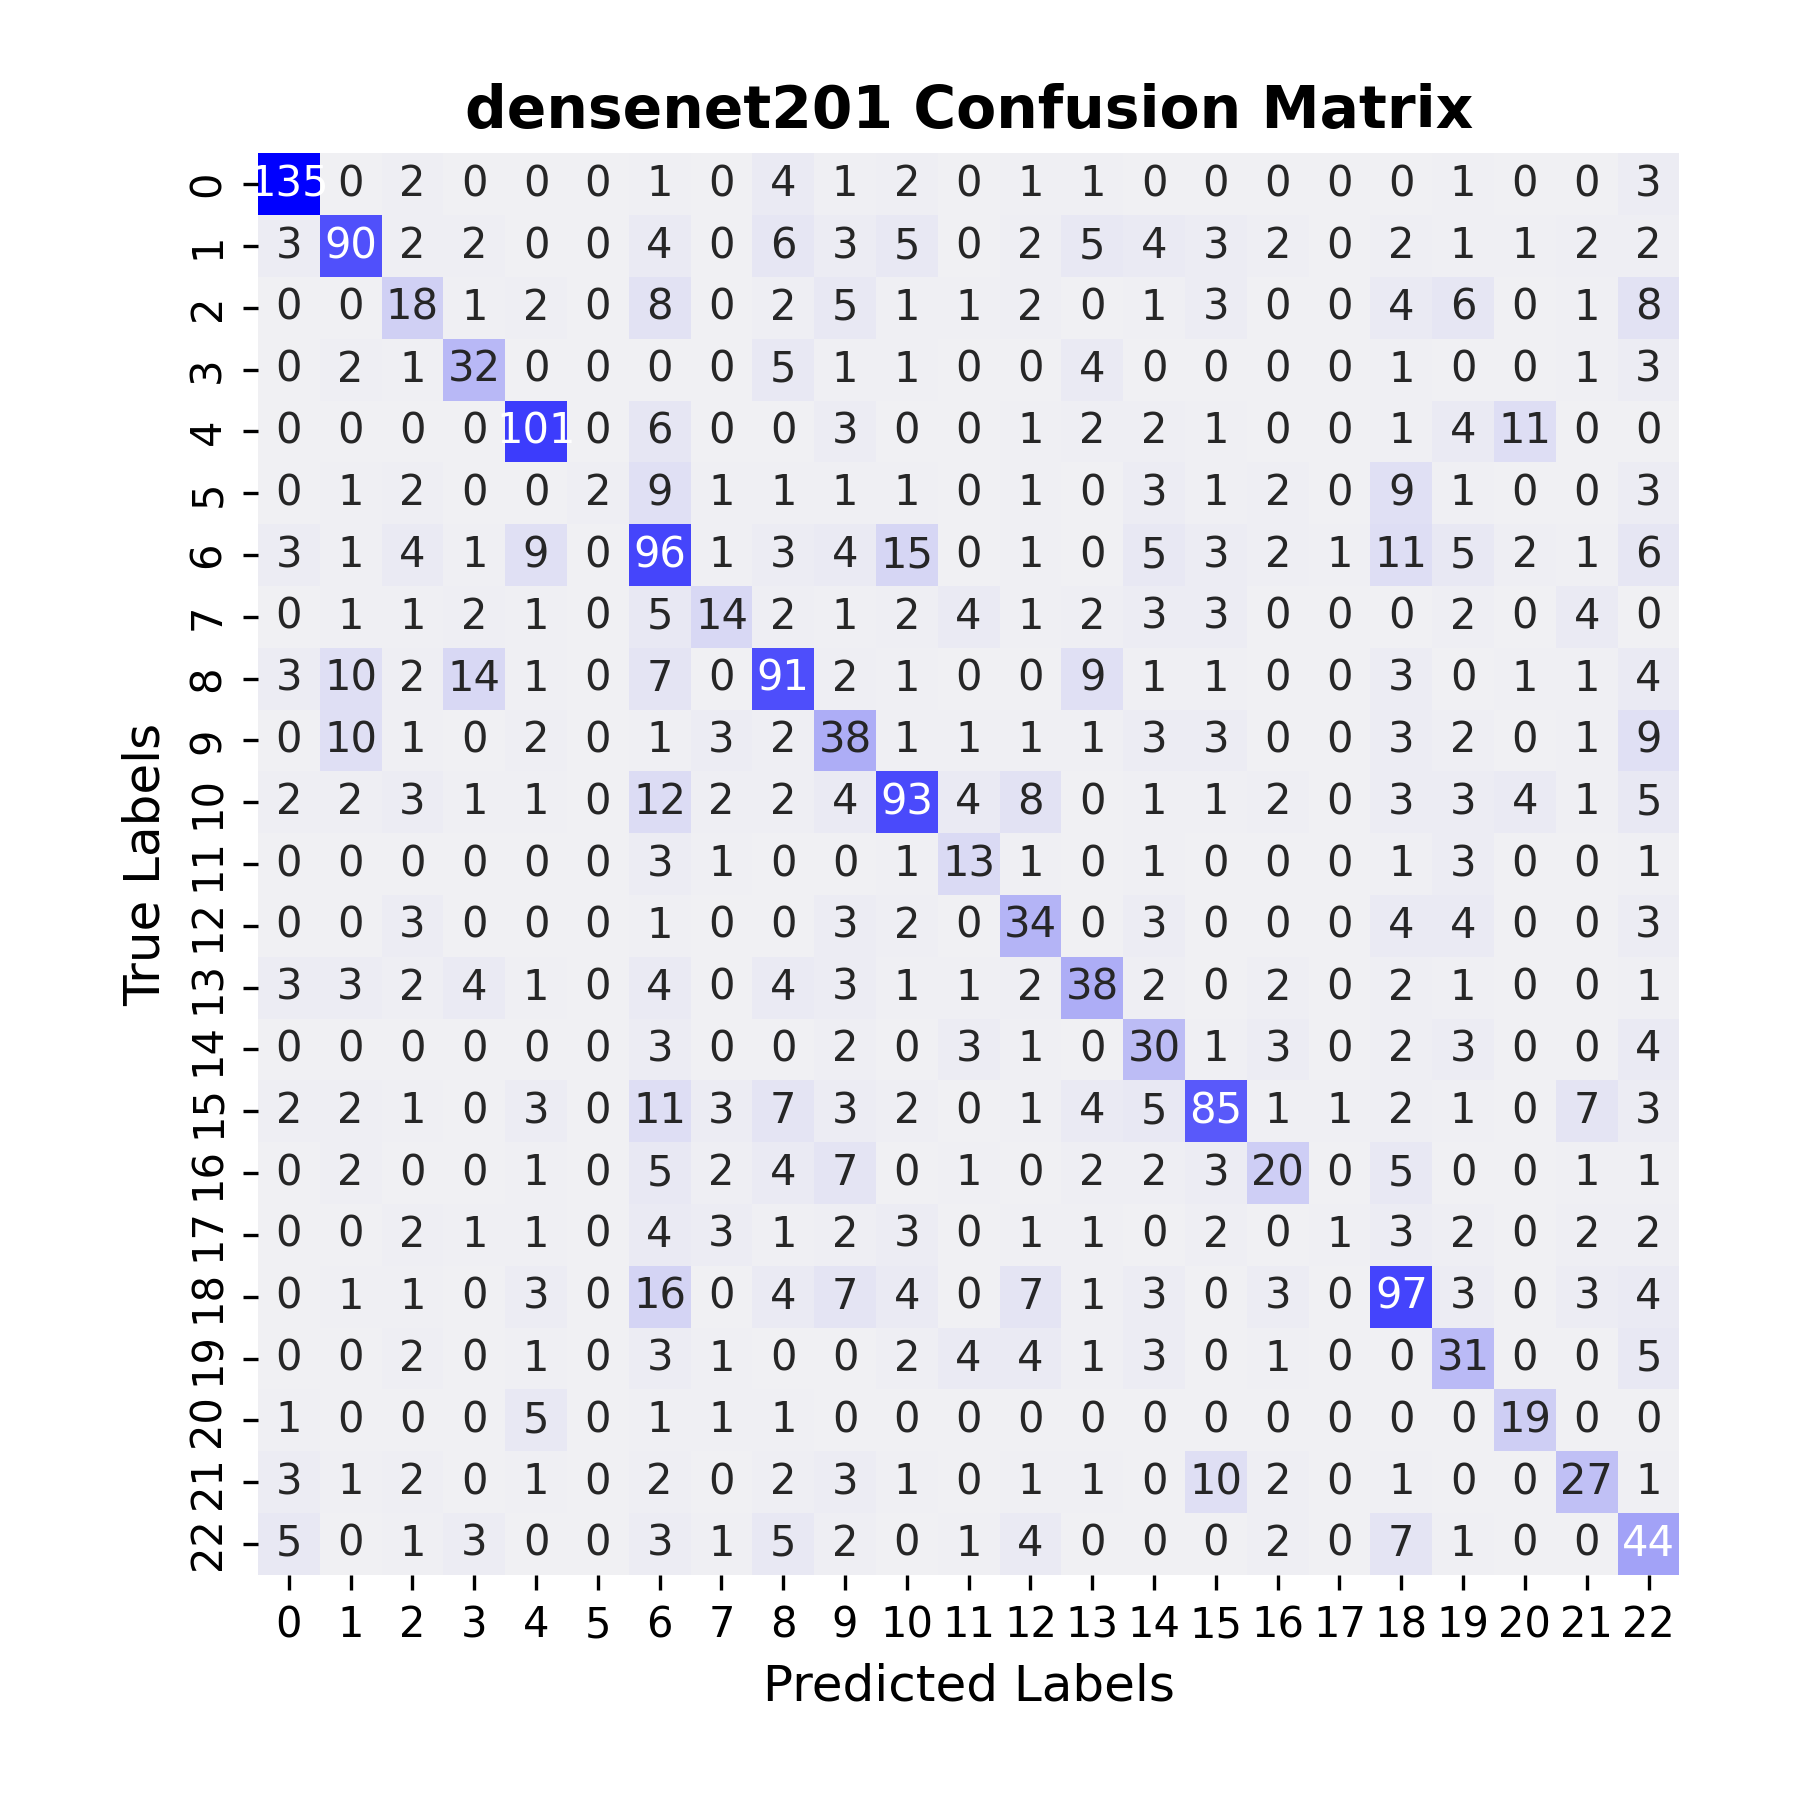 densenet201 Confusion Matrix
0 135 0 2 0 0 0 1 0 4 1 2 0 1 1 0 0 0 0 0 1 0 0 3
1 3 90 2 2 0 0 4 0 6 3 5 0 2 5 4 3 2 0 2 1 1 2 2
2 0 0 18 1 2 0 8 0 2 5 1 1 2 0 1 3 0 0 4 6 0 1 8
3 0 2 1 32 0 0 0 0 5 1 1 0 0 4 0 0 0 0 1 0 0 1 3
4 0 0 0 0 101 0 6 0 0 3 0 0 1 2 2 1 0 0 1 4 11 0 0
5 0 1 2 0 0 2 9 1 1 1 1 0 1 0 3 1 2 0 9 1 0 0 3
6 3 1 4 1 9 0 96 1 3 4 15 0 1 0 5 3 2 1 11 5 2 1 6
7 0 1 1 2 1 0 5 14 2 1 2 4 1 2 3 3 0 0 0 2 0 4 0
8 3 10 2 14 1 0 7 0 91 2 1 0 0 9 1 1 0 0 3 0 1 1 4
9 0 10 1 0 2 0 1 3 2 38 1 1 1 1 3 3 0 0 3 2 0 1 9
10 2 2 3 1 1 0 12 2 2 4 93 4 8 0 1 1 2 0 3 3 4 1 5
11 0 0 0 0 0 0 3 1 0 0 1 13 1 0 1 0 0 0 1 3 0 0 1
12 0 0 3 0 0 0 1 0 0 3 2 0 34 0 3 0 0 0 4 4 0 0 3
13 3 3 2 4 1 0 4 0 4 3 1 1 2 38 2 0 2 0 2 1 0 0 1
14 0 0 0 0 0 0 3 0 0 2 0 3 1 0 30 1 3 0 2 3 0 0 4
15 2 2 1 0 3 0 11 3 7 3 2 0 1 4 5 85 1 1 2 1 0 7 3
16 0 2 0 0 1 0 5 2 4 7 0 1 0 2 2 3 20 0 5 0 0 1 1
17 0 0 2 1 1 0 4 3 1 2 3 0 1 1 0 2 0 1 3 2 0 2 2
18 0 1 1 0 3 0 16 0 4 7 4 0 7 1 3 0 3 0 97 3 0 3 4
19 0 0 2 0 1 0 3 1 0 0 2 4 4 1 3 0 1 0 0 31 0 0 5
20 1 0 0 0 5 0 1 1 1 0 0 0 0 0 0 0 0 0 0 0 19 0 0
21 3 1 2 0 1 0 2 0 2 3 1 0 1 1 0 10 2 0 1 0 0 27 1
22 5 0 1 3 0 0 3 1 5 2 0 1 4 0 0 0 2 0 7 1 0 0 44
0 1 2 3 4 5 6 7 8 9 10 11 12 13 14 15 16 17 18 19 20 21 22
Predicted Labels
True Labels